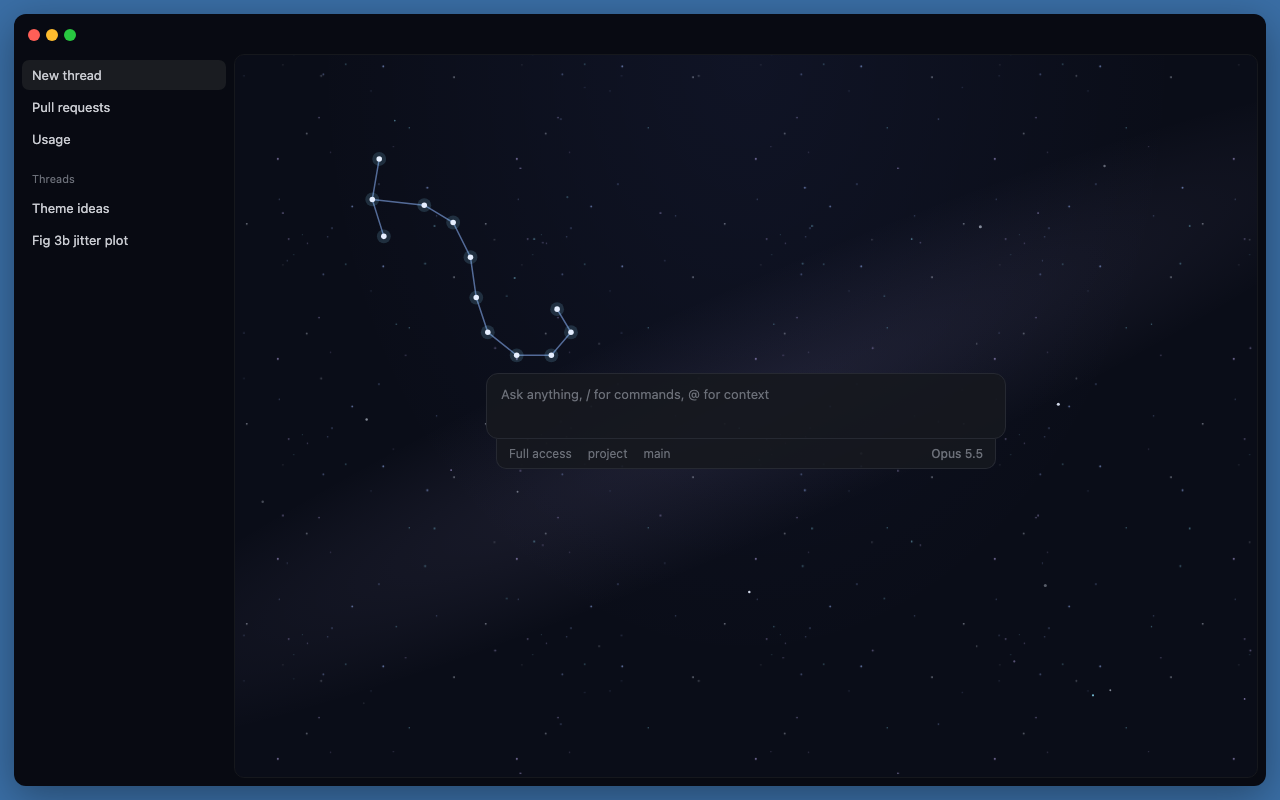 New thread
Pull requests
Usage
Threads
Theme ideas
Fig 3b jitter plot
Ask anything, / for commands, @ for context
Full access project main Opus 5.5